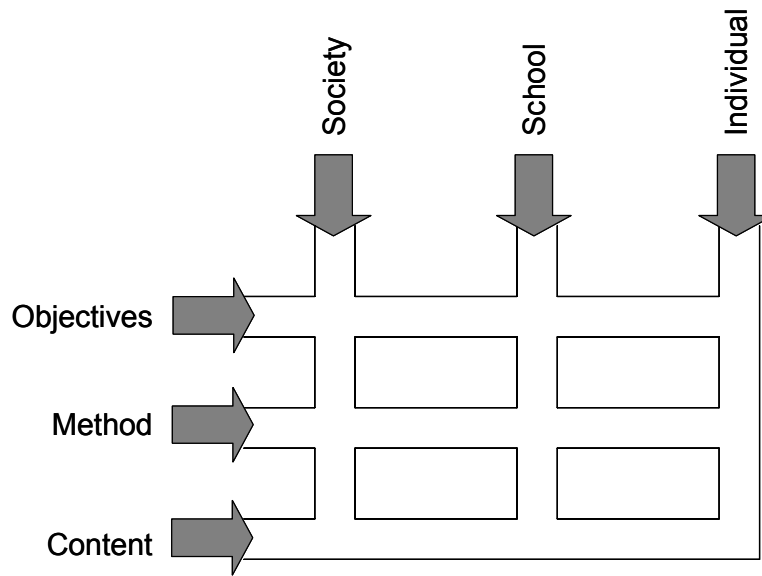 Society
School
Individual
Objectives
Method
Content